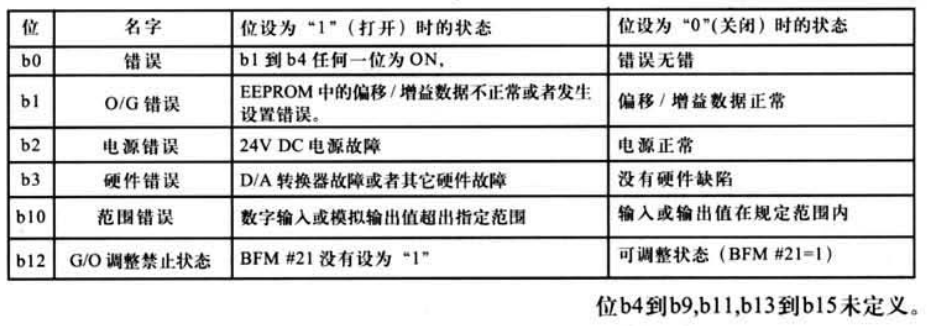 位 名字 位设为“1”（打开）时的状态 位设为“0”(关闭）时的状态
b0 错误 b1 到 b4 任何一位为 ON。 错误无错
b1 O/G 错误 EEPROM 中的偏移 / 增益数据不正常或者发生 偏移 / 增益数据正常
设置错误。
b2 电源错误 24V DC 电源故障 电源正常
b3 硬件错误 D/A 转换器故障或者其它硬件故障 没有硬件缺陷
b10 范围错误 数字输入或模拟输出值超出指定范围 输入或输出值在规定范围内
b12 G/O 调整禁止状态 BFM #21 没有设为“1” 可调整状态（BFM #21=1）
位b4到b9,b11,b13到b15未定义。